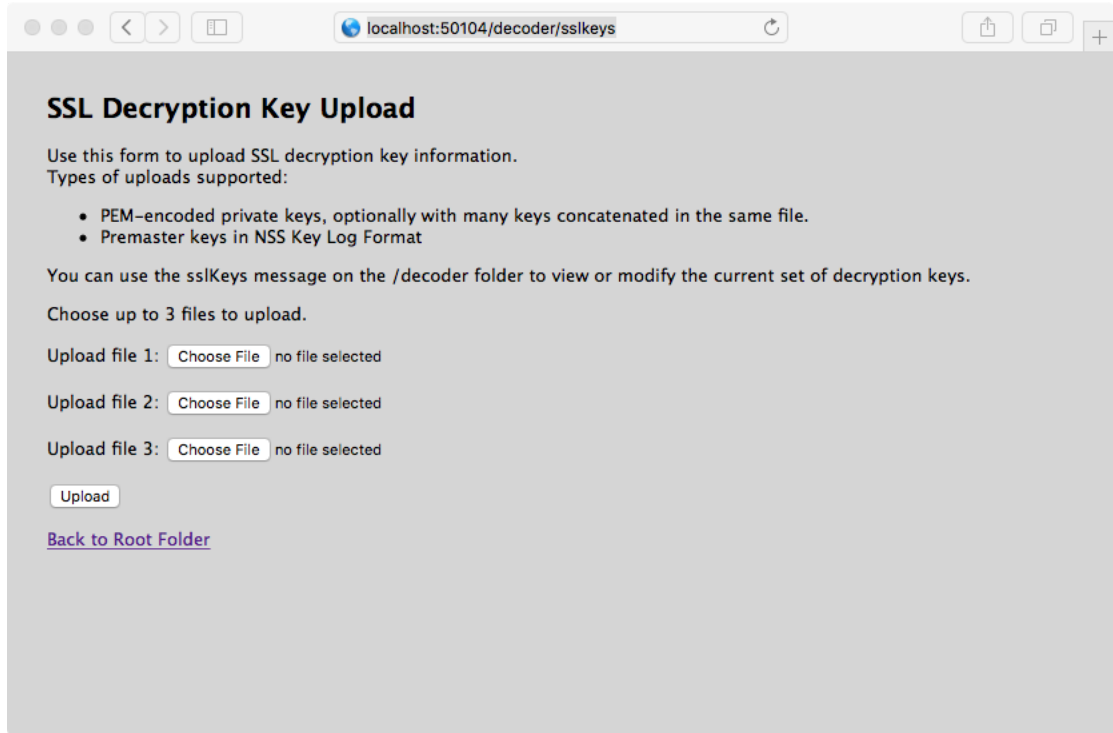 localhost:50104/decoder/sslkeys
SSL Decryption Key Upload
Use this form to upload SSL decryption key information.
Types of uploads supported:
• PEM-encoded private keys, optionally with many keys concatenated in the same file.
• Premaster keys in NSS Key Log Format
You can use the sslKeys message on the /decoder folder to view or modify the current set of decryption keys.
Choose up to 3 files to upload.
Upload file 1: Choose File no file selected
Upload file 2: Choose File no file selected
Upload file 3: Choose File no file selected
Upload
Back to Root Folder